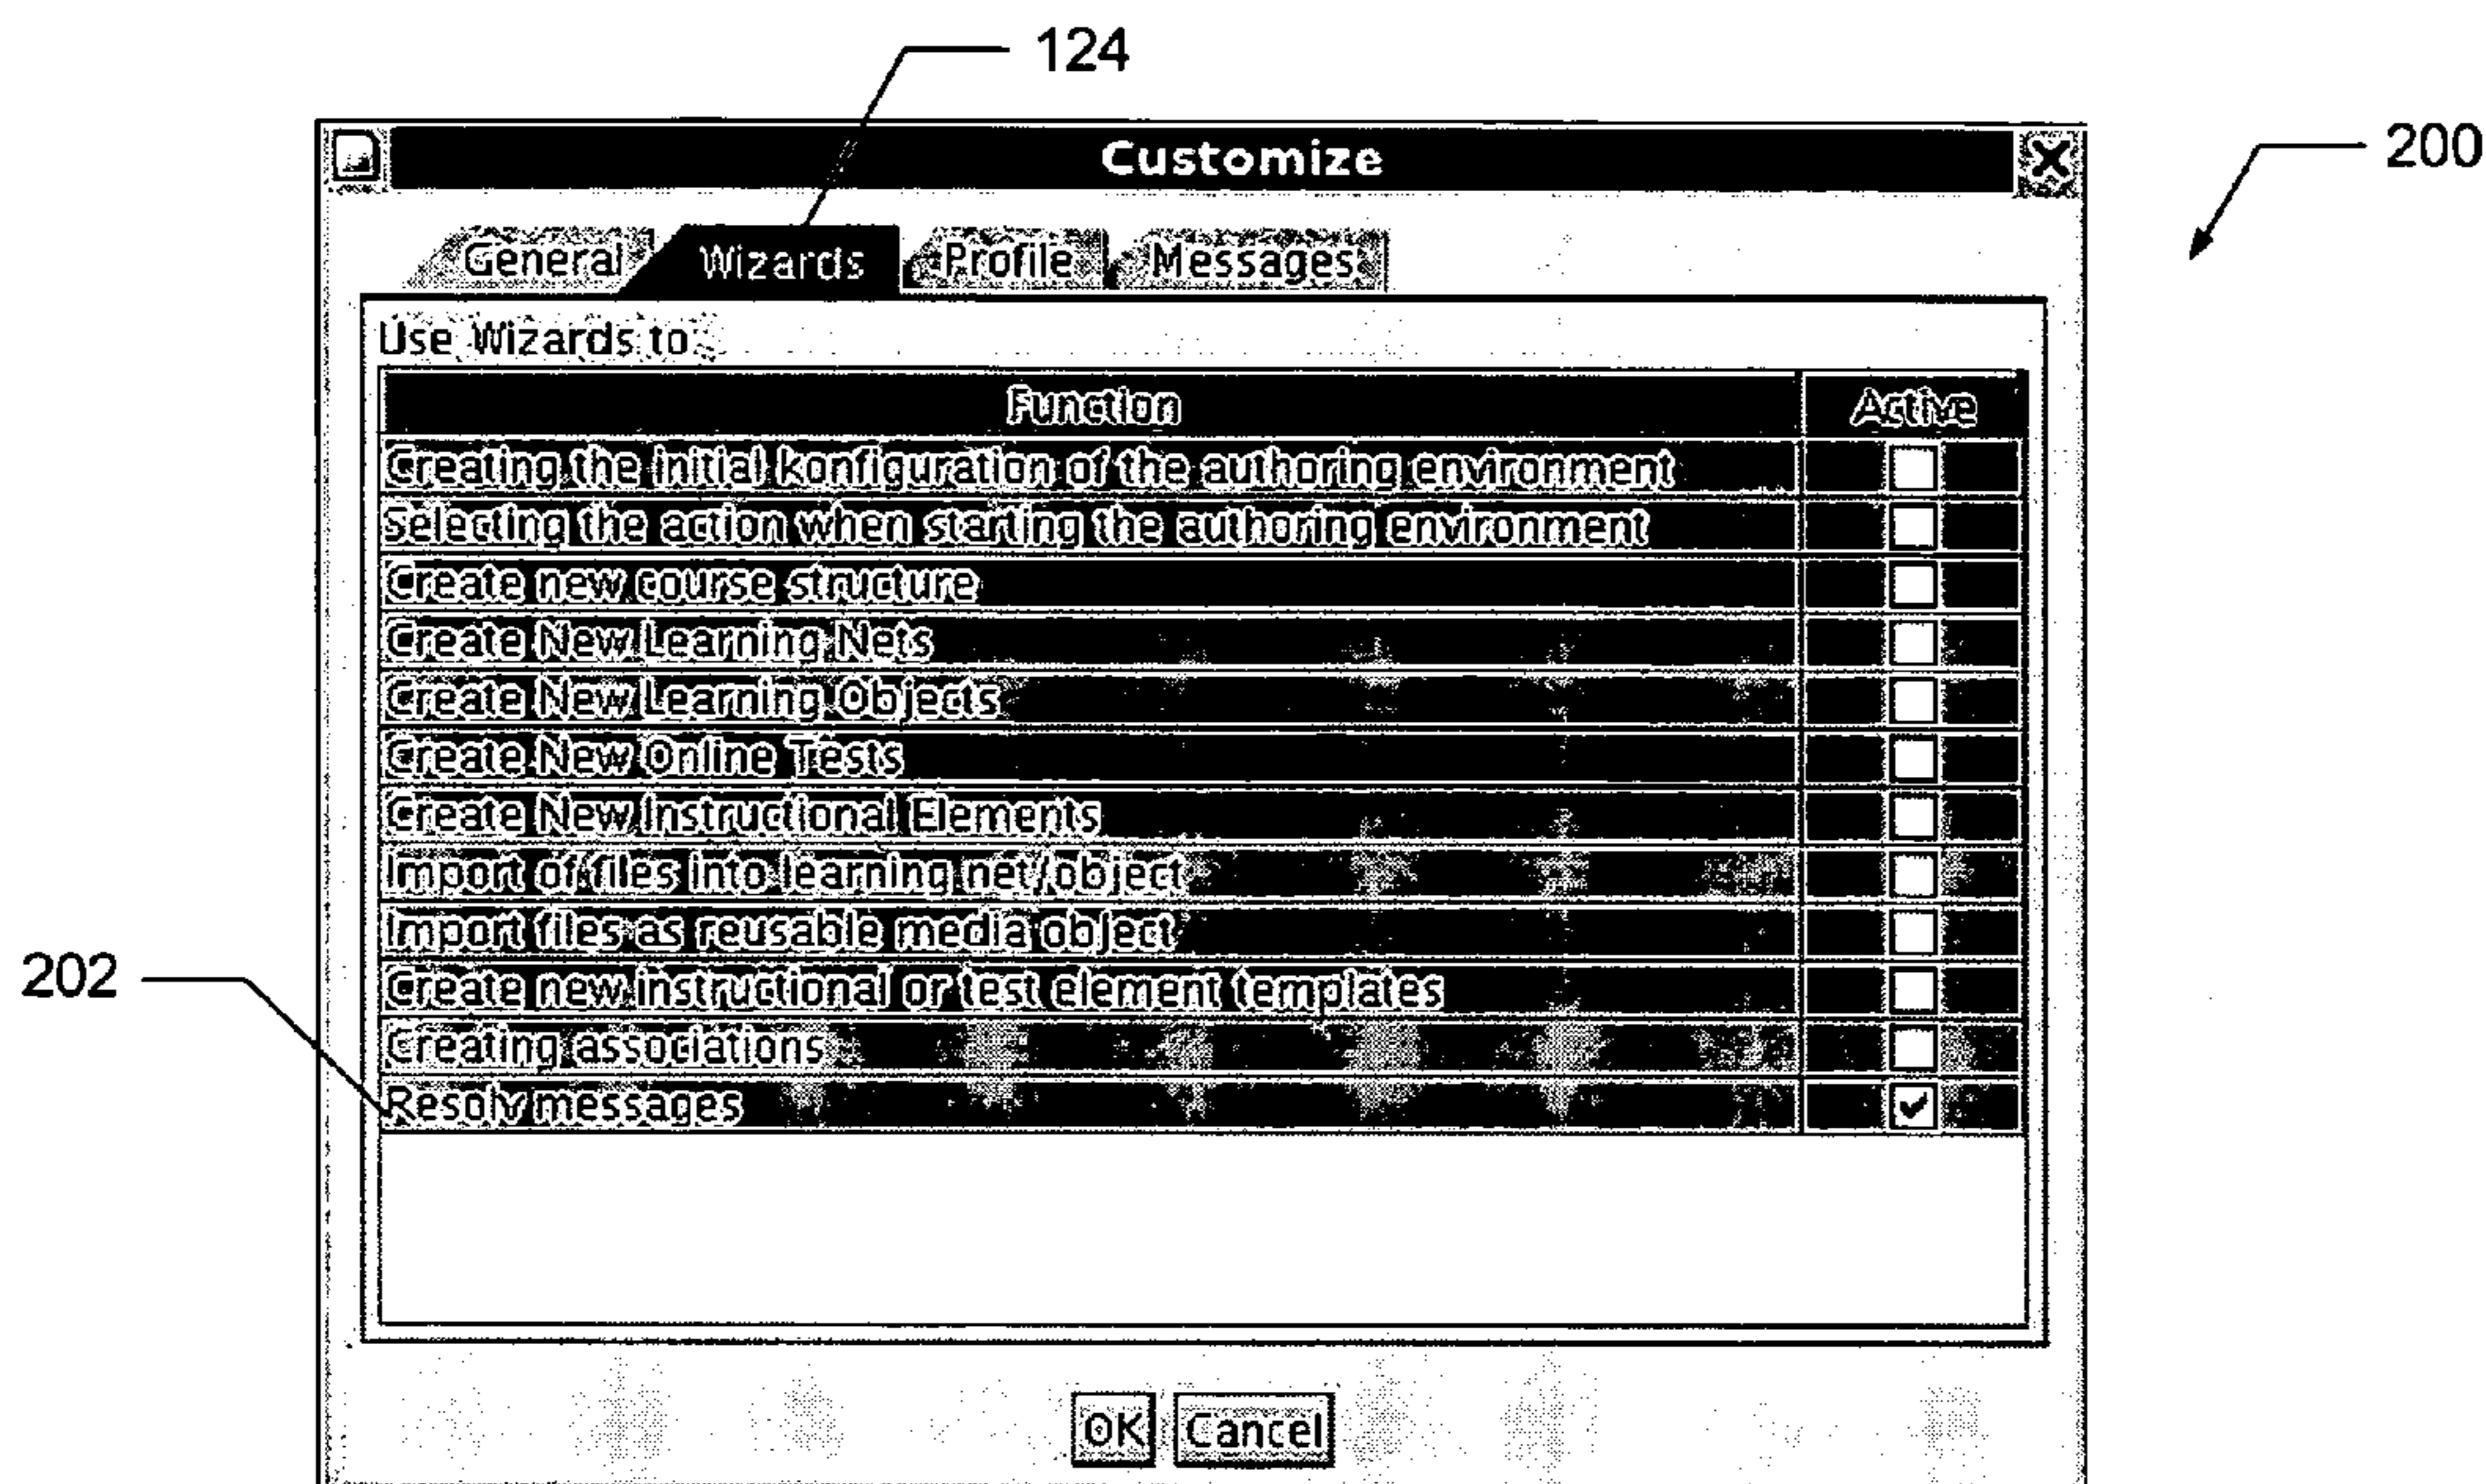 124
Customize
200
General Wizards Profile Messages
Use Wizards to:
Function Active
Creating the initial konfiguration of the authoring environment
Selecting the action when starting the authoring environment
Create new course structure
Create New Learning Nets
Create New Learning Objects
Create New Online Tests
Create New Instructional Elements
Import of files into learning net/object
Import files as reusable media object
202
Create new instructional or test element templates
Creating associations
Resolv messages
OK Cancel